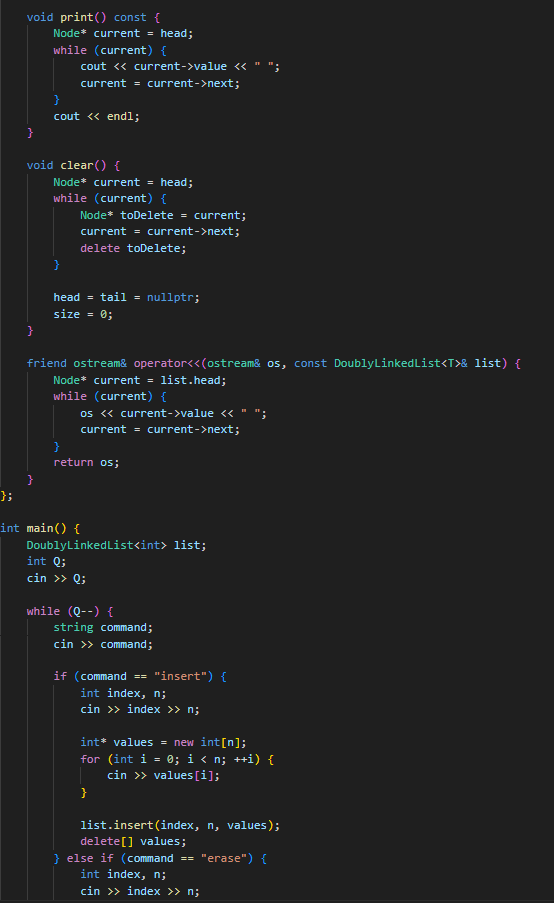 void print() const {
Node* current = head;
while (current) {
cout << current->value << " ";
current = current->next;
}
cout << endl;
}
void clear() {
Node* current = head;
while (current) {
Node* toDelete = current;
current = current->next;
delete toDelete;
}
head = tail = nullptr;
size = 0;
}
friend ostream& operator<<(ostream& os, const DoublyLinkedList<T>& list) {
Node* current = list.head;
while (current) {
os << current->value << " ";
current = current->next;
}
return os;
}
};
int main() {
DoublyLinkedList<int> list;
int Q;
cin >> Q;
while (Q--) {
string command;
cin >> command;
if (command == "insert") {
int index, n;
cin >> index >> n;
int* values = new int[n];
for (int i = 0; i < n; ++i) {
cin >> values[i];
}
list.insert(index, n, values);
delete[] values;
} else if (command == "erase") {
int index, n;
cin >> index >> n;